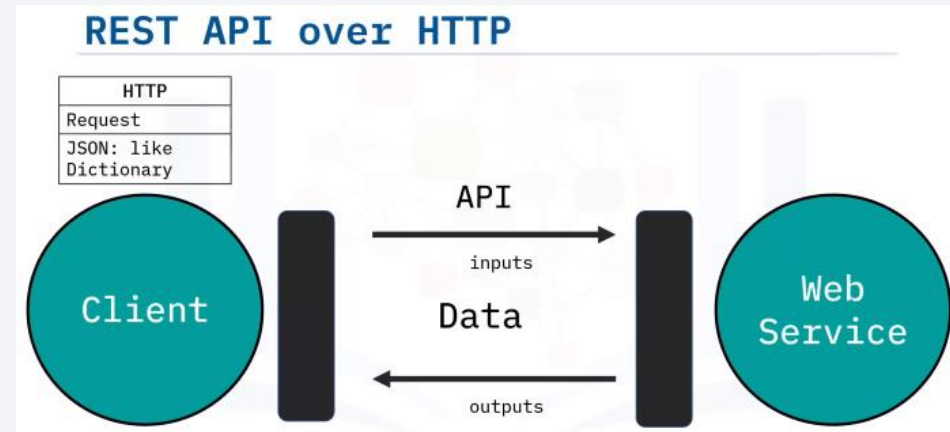 REST API over HTTP
HTTP
Request
JSON: like
Dictionary
API
inputs
Client
Data
Web
Service
outputs